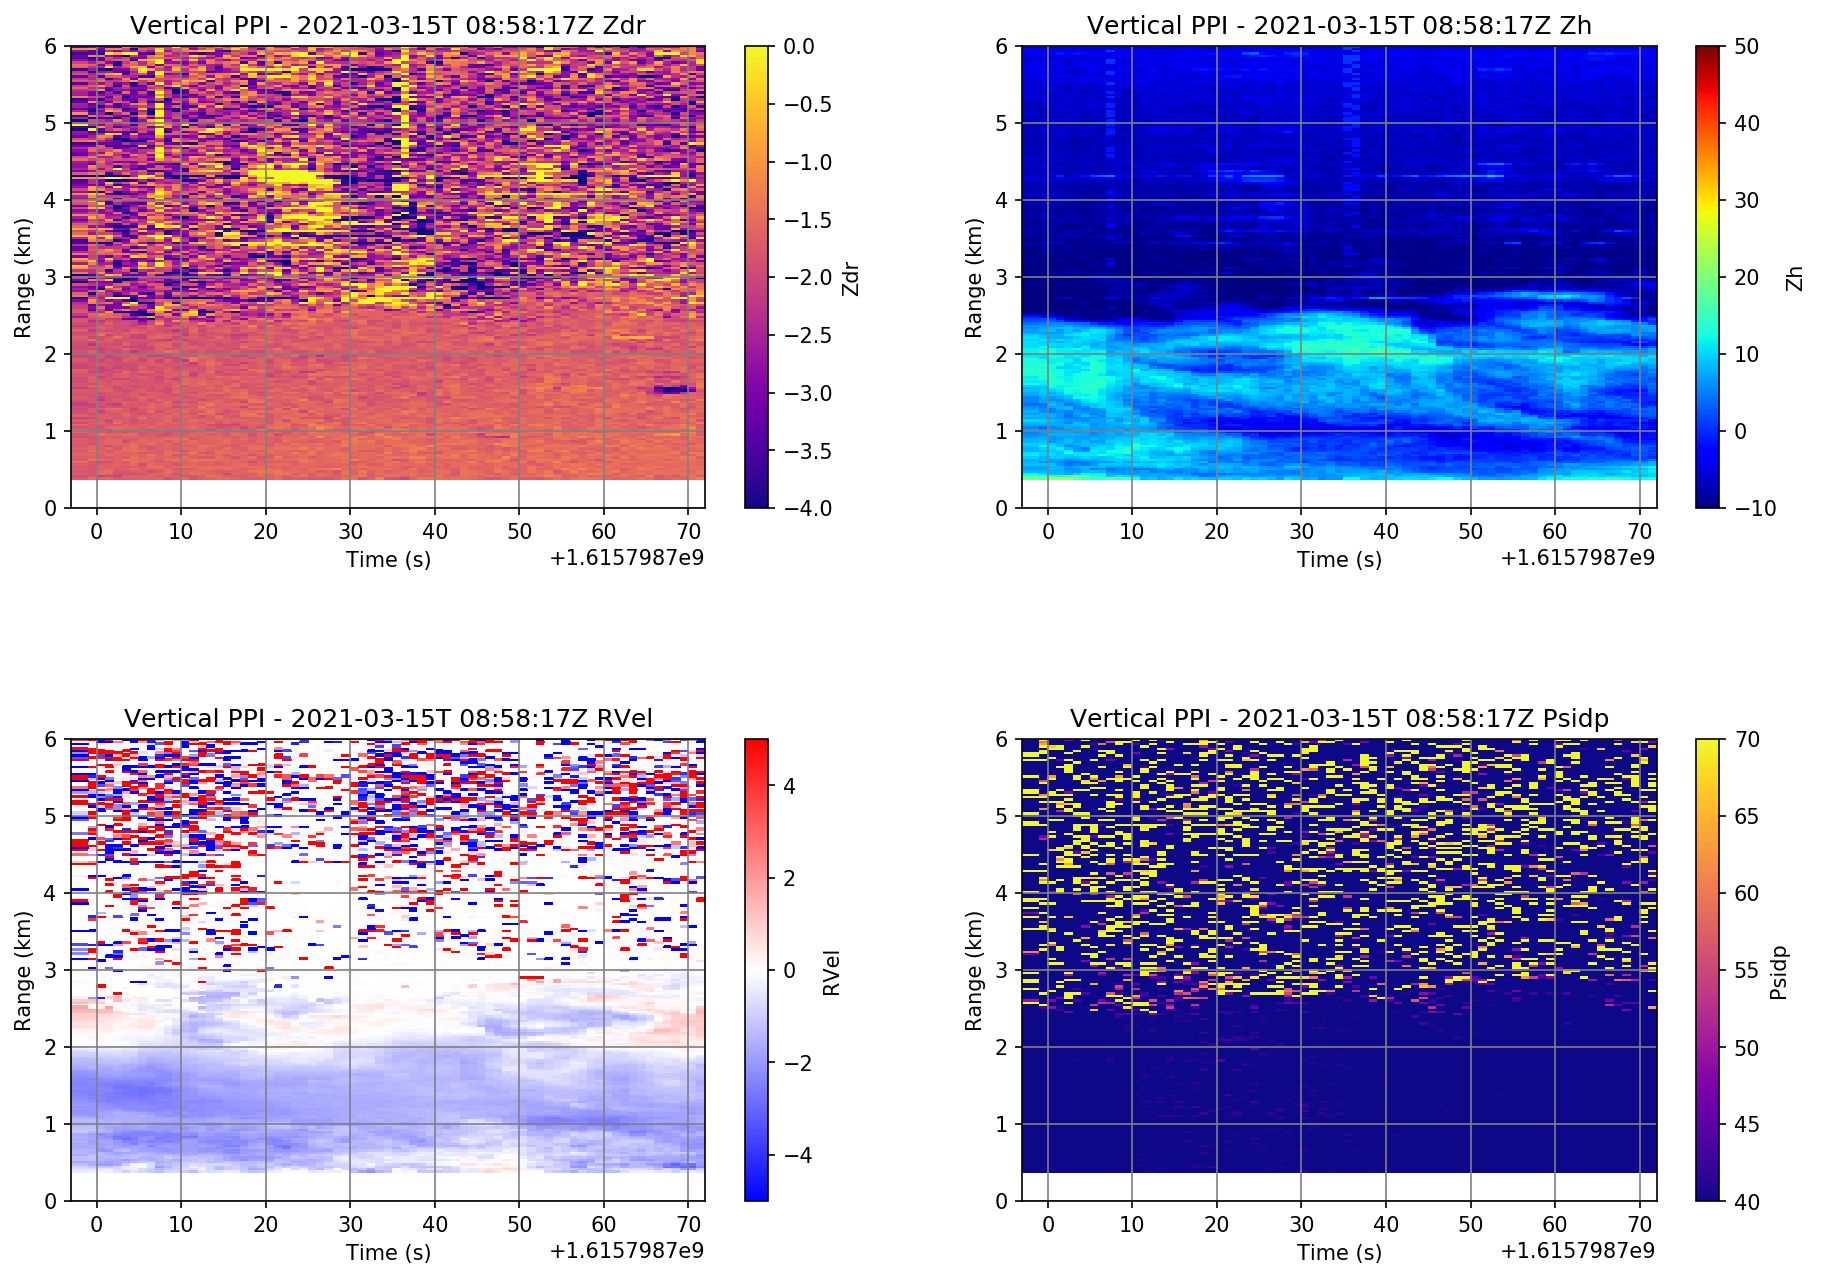 Vertical PPI - 2021-03-15T 08:58:17Z Zdr
6
5
4
3
2
1
0
Range (km)
0 10 20 30 40 50 60 70
Time (s)
+1.6157987e9
0.0
−0.5
−1.0
−1.5
−2.0
−2.5
−3.0
−3.5
−4.0
Zdr
Vertical PPI - 2021-03-15T 08:58:17Z Zh
6
5
4
3
2
1
0
Range (km)
0 10 20 30 40 50 60 70
Time (s)
+1.6157987e9
50
40
30
20
10
0
−10
Zh
Vertical PPI - 2021-03-15T 08:58:17Z RVel
6
5
4
3
2
1
0
Range (km)
0 10 20 30 40 50 60 70
Time (s)
+1.6157987e9
4
2
0
−2
−4
RVel
Vertical PPI - 2021-03-15T 08:58:17Z Psidp
6
5
4
3
2
1
0
Range (km)
0 10 20 30 40 50 60 70
Time (s)
+1.6157987e9
70
65
60
55
50
45
40
Psidp